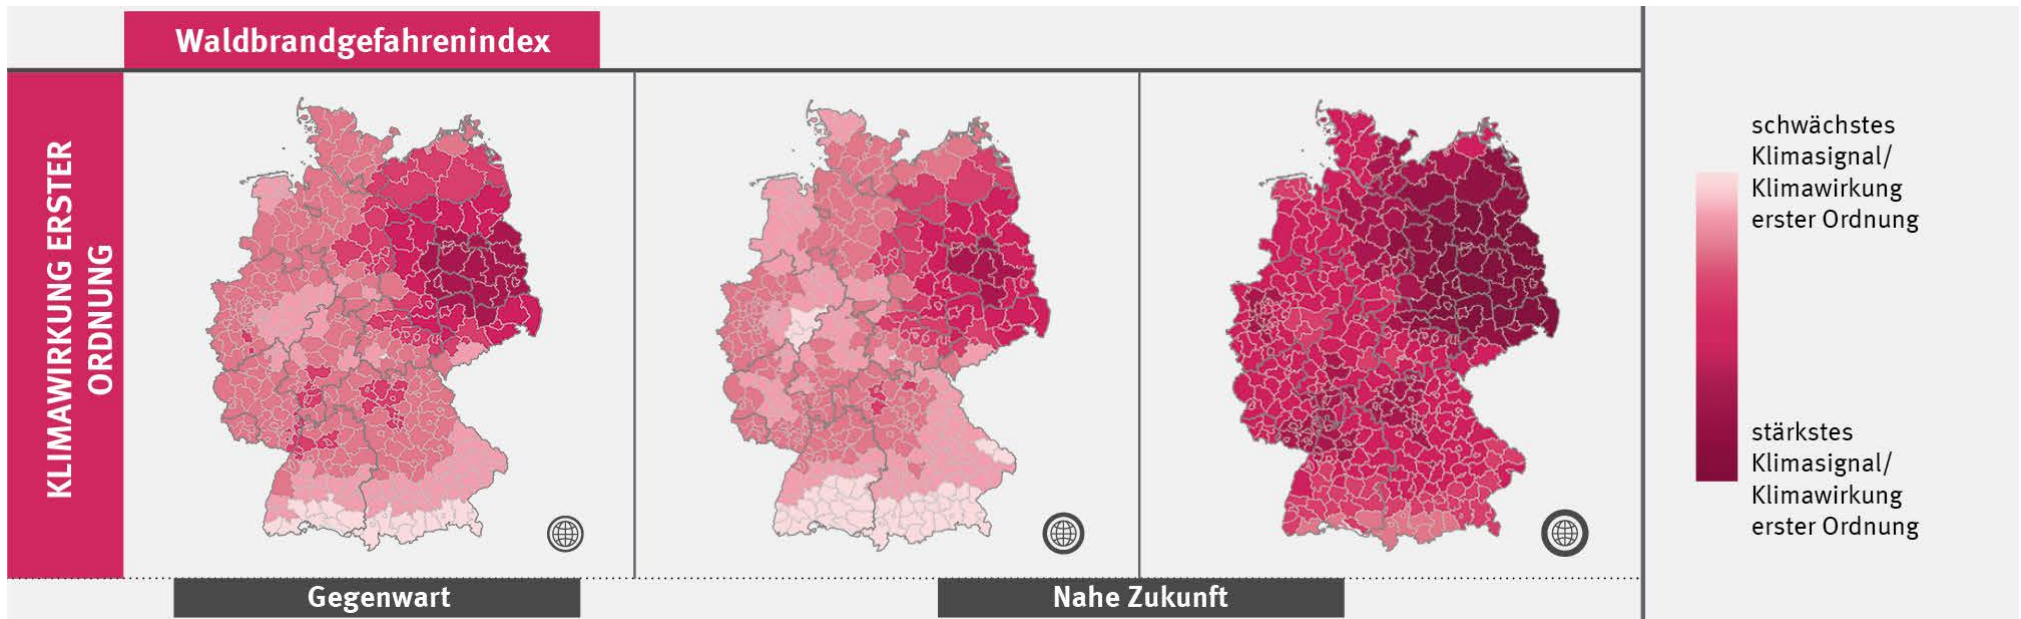 Waldbrandgefahrenindex
KLIMAWIRKUNG ERSTER
ORDNUNG
Gegenwart
Nahe Zukunft
schwächstes
Klimasignal/
Klimawirkung
erster Ordnung
stärkstes
Klimasignal/
Klimawirkung
erster Ordnung